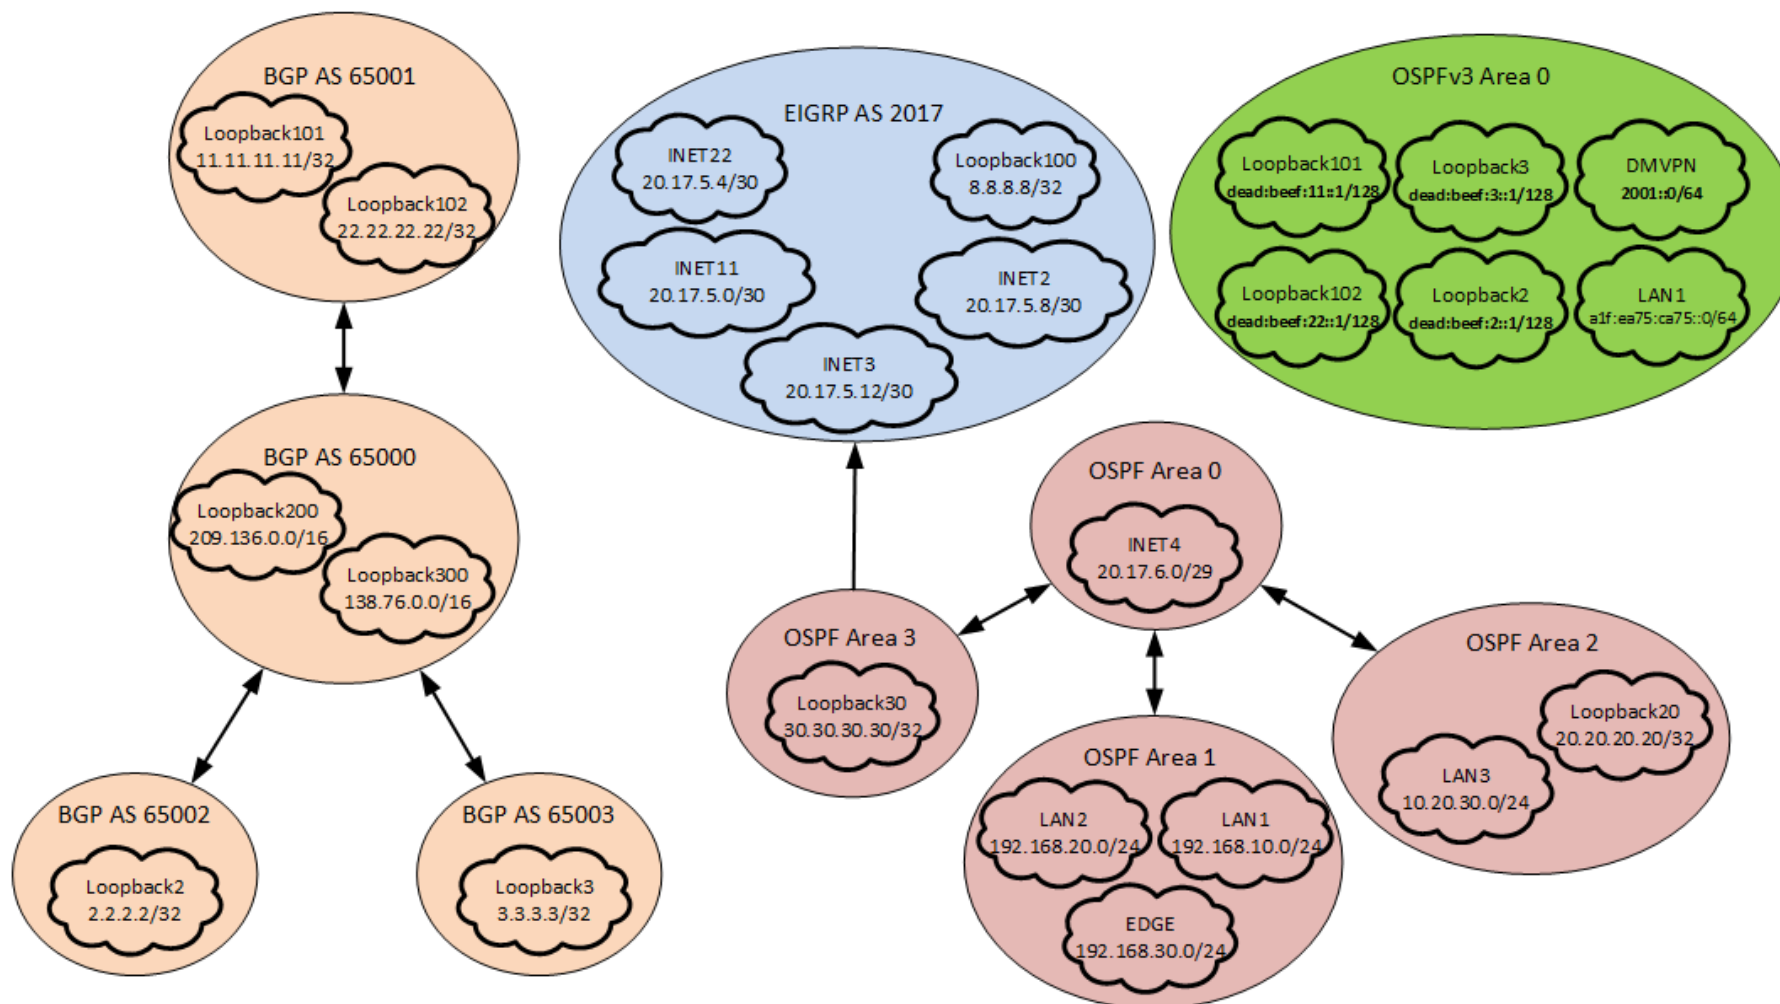 BGP AS 65001
Loopback101
11.11.11.11/32
Loopback102
22.22.22.22/32
BGP AS 65000
Loopback200
209.136.0.0/16
Loopback300
138.76.0.0/16
BGP AS 65002
Loopback2
2.2.2.2/32
BGP AS 65003
Loopback3
3.3.3.3/32
EIGRP AS 2017
INET22
20.17.5.4/30
Loopback100
8.8.8.8/32
INET11
20.17.5.0/30
INET2
20.17.5.8/30
INET3
20.17.5.12/30
OSPFv3 Area 0
Loopback101
dead:beef:11::1/128
Loopback3
dead:beef:3::1/128
DMVPN
2001::0/64
Loopback102
dead:beef:22::1/128
Loopback2
dead:beef:2::1/128
LAN1
a1f:ea75:ca75::0/64
OSPF Area 0
INET4
20.17.6.0/29
OSPF Area 3
Loopback30
30.30.30.30/32
OSPF Area 1
LAN2
192.168.20.0/24
LAN1
192.168.10.0/24
EDGE
192.168.30.0/24
OSPF Area 2
Loopback20
20.20.20.20/32
LAN3
10.20.30.0/24